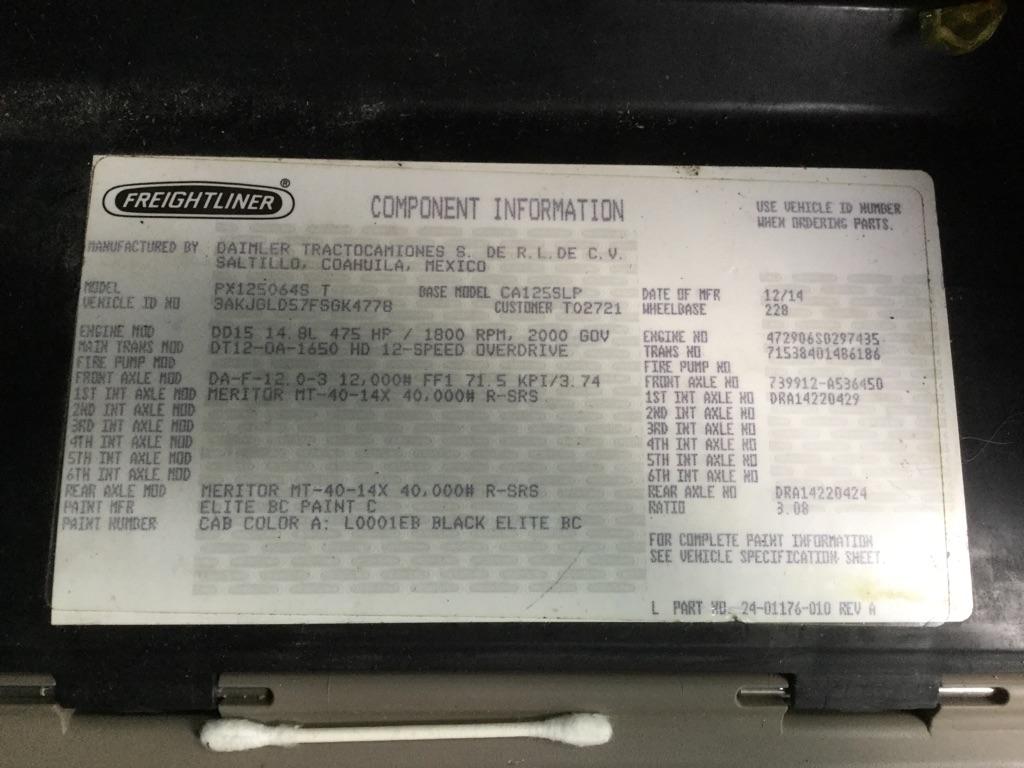 FREIGHTLINER®
COMPONENT INFORMATION
USE VEHICLE ID NUMBER
WHEN ORDERING PARTS.
MANUFACTURED BY DAIMLER TRACTOCAMIONES S. DE R.L.DE C.V.
SALTILLO, COAHUILA, MEXICO
MODEL PX125064S T BASE MODEL CA125SLP DATE OF MFR 12/14
VEHICLE ID NO 3AKJGLD57FSGK4778 CUSTOMER T02721 WHEELBASE 228
ENGINE MOD DD15 14.8L 475 HP / 1800 RPM, 2000 GOV ENGINE NO 472906S0297435
MAIN TRANS MOD DT12-OA-1650 HD 12-SPEED OVERDRIVE TRANS NO 71538401486186
FIRE PUMP MOD FIRE PUMP NO
FRONT AXLE MOD DA-F-12.0-3 12,000# FF1 71.5 KPI/3.74 FRONT AXLE NO 739912-A536450
1ST INT AXLE MOD MERITOR MT-40-14X 40,000# R-SRS 1ST INT AXLE NO DRA14220429
2ND INT AXLE MOD 2ND INT AXLE NO
3RD INT AXLE MOD 3RD INT AXLE NO
4TH INT AXLE MOD 4TH INT AXLE NO
5TH INT AXLE MOD 5TH INT AXLE NO
6TH INT AXLE MOD 6TH INT AXLE NO
REAR AXLE MOD MERITOR MT-40-14X 40,000# R-SRS REAR AXLE NO DRA14220424
PAINT MFR ELITE BC PAINT C RATIO 3.08
PAINT NUMBER CAB COLOR A: L0001EB BLACK ELITE BC
FOR COMPLETE PAINT INFORMATION
SEE VEHICLE SPECIFICATION SHEET.
L PART NO. 24-01176-010 REV A